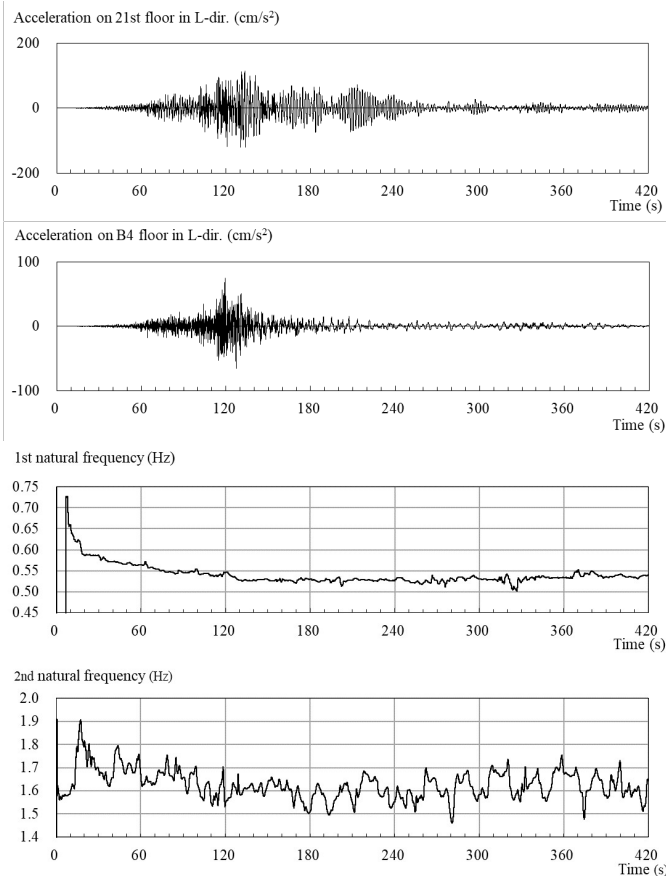 Acceleration on 21st floor in L-dir. (cm/s²)
200
0
-200
0 60 120 180 240 300 360 420
Time (s)
Acceleration on B4 floor in L-dir. (cm/s²)
100
0
-100
0 60 120 180 240 300 360 420
Time (s)
1st natural frequency (Hz)
0.75
0.70
0.65
0.60
0.55
0.50
0.45
0 60 120 180 240 300 360 420
Time (s)
2nd natural frequency (Hz)
2.0
1.9
1.8
1.7
1.6
1.5
1.4
0 60 120 180 240 300 360 420
Time (s)